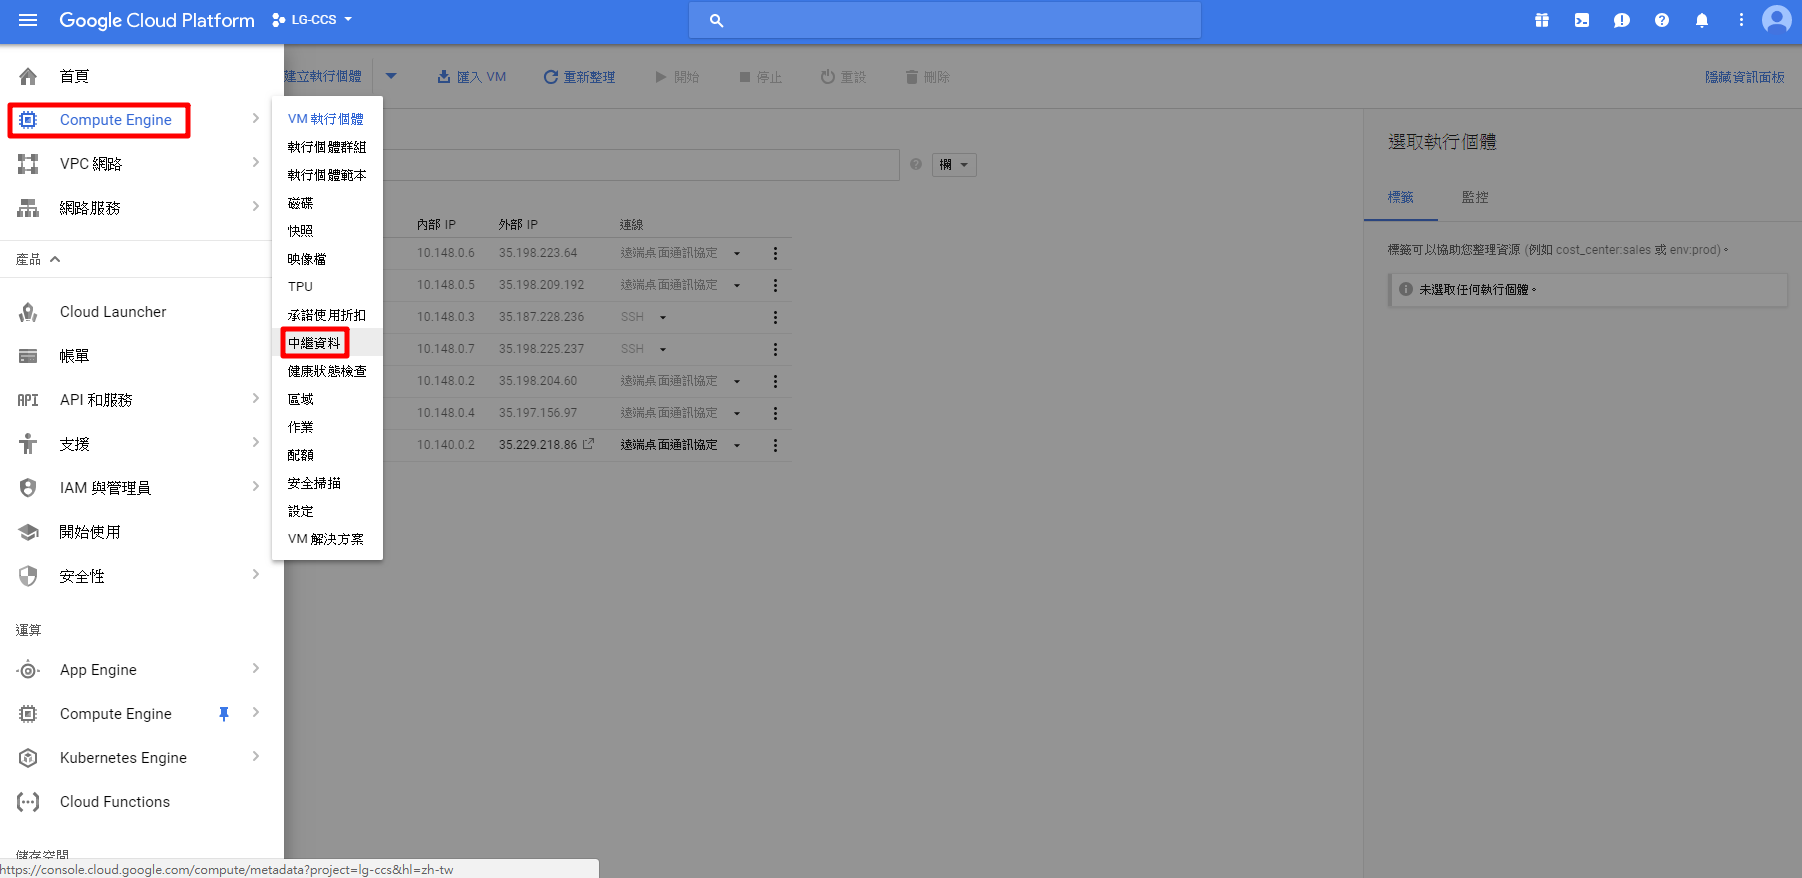 Google Cloud Platform
LG-CCS
首頁
Compute Engine
VPC 網路
網路服務
產品
Cloud Launcher
帳單
API 和服務
支援
IAM 與管理員
開始使用
安全性
運算
App Engine
Compute Engine
Kubernetes Engine
Cloud Functions
儲存空間
https://console.cloud.google.com/compute/metadata?project=lg-ccs&hl=zh-tw
VM 執行個體
執行個體群組
執行個體範本
磁碟
快照
映像檔
TPU
承諾使用折扣
中繼資料
健康狀態檢查
區域
作業
配額
安全掃描
設定
VM 解決方案
建立執行個體
匯入 VM
重新整理
開始
停止
重設
刪除
隱藏資訊面板
欄
內部 IP 外部 IP 連線
10.148.0.6 35.198.223.64 遠端桌面通訊協定
10.148.0.5 35.198.209.192 遠端桌面通訊協定
10.148.0.3 35.187.228.236 SSH
10.148.0.7 35.198.225.237 SSH
10.148.0.2 35.198.204.60 遠端桌面通訊協定
10.148.0.4 35.197.156.97 遠端桌面通訊協定
10.140.0.2 35.229.218.86 遠端桌面通訊協定
選取執行個體
標籤 監控
標籤可以協助您整理資源 (例如 cost_center:sales 或 env:prod)。
未選取任何執行個體。